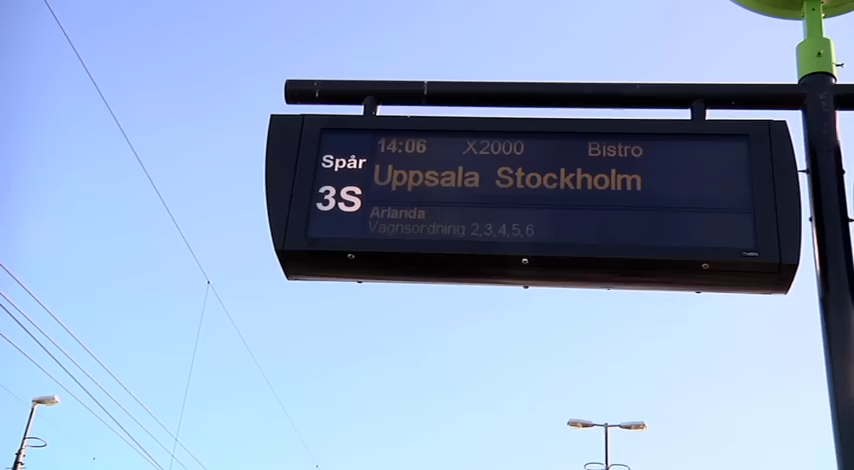 14:06 X2000 Bistro
Spår
Uppsala Stockholm
3S
Arlanda
Vagnsordning 2,3,4,5,6